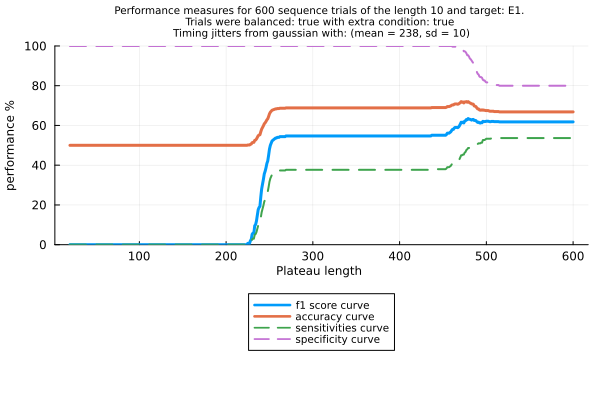 Performance measures for 600 sequence trials of the length 10 and target: E1.
Trials were balanced: true with extra condition: true
Timing jitters from gaussian with: (mean = 238, sd = 10)
100
80
60
40
20
0
performance %
100
200
300
400
500
600
Plateau length
f1 score curve
accuracy curve
sensitivities curve
specificity curve